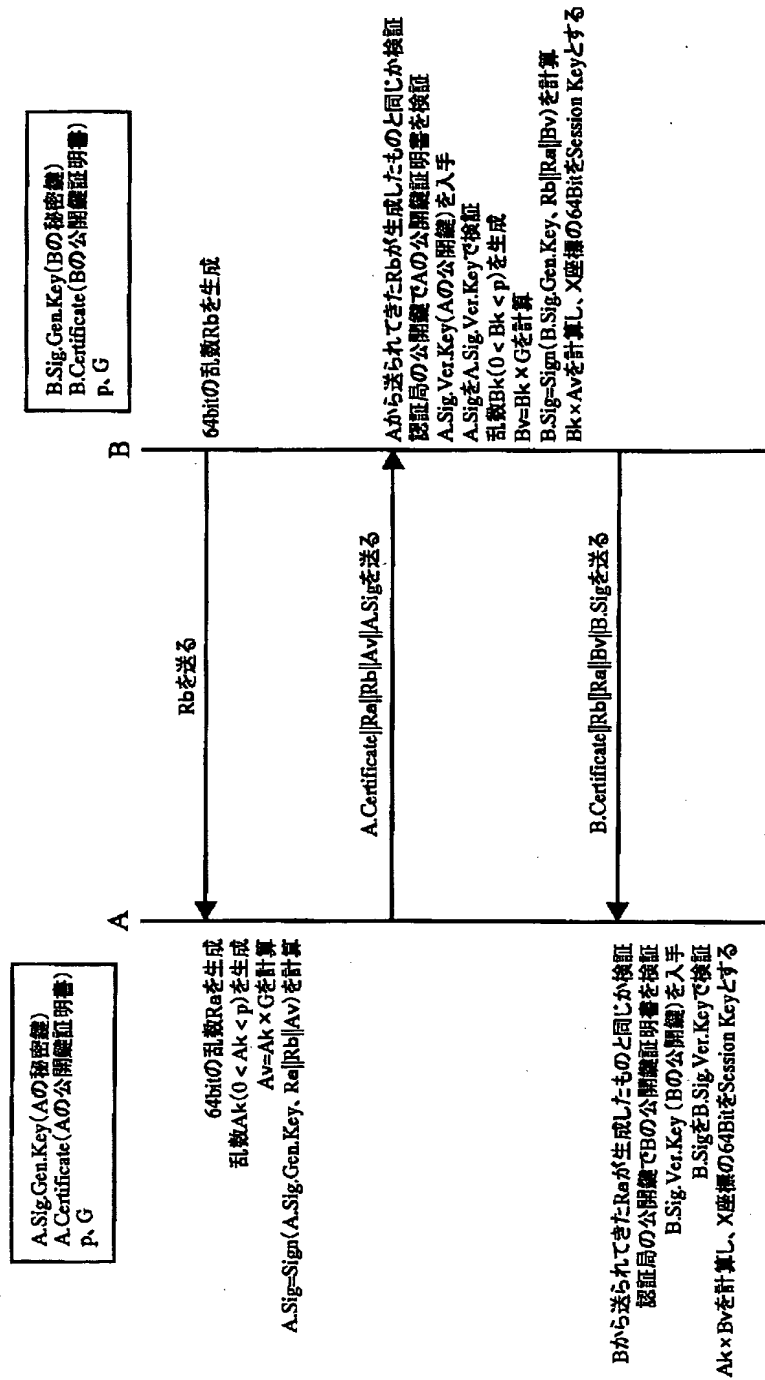 A.Sig.Gen.Key(Aの秘密鍵)
A.Certificate(Aの公開鍵証明書)
p、G
B.Sig.Gen.Key(Bの秘密鍵)
B.Certificate(Bの公開鍵証明書)
p、G
A
B
64bitの乱数Rbを生成
Rbを送る
64bitの乱数Raを生成
乱数Ak(0<Ak<p)を生成
Av=Ak×Gを計算
A.Sig=Sign(A.Sig.Gen.Key、Ra||Rb||Av)を計算
A.Certificate||Ra||Rb||Av||A.Sigを送る
Aから送られてきたRbが生成したものと同じか検証
認証局の公開鍵でAの公開鍵証明書を検証
A.Sig.Ver.Key(Aの公開鍵)を入手
A.SigをA.Sig.Ver.Keyで検証
乱数Bk(0<Bk<p)を生成
Bv=Bk×Gを計算
B.Sig=Sign(B.Sig.Gen.Key、Rb||Ra||Bv)を計算
Bk×Avを計算し、X座標の64BitをSession Keyとする
B.Certificate||Rb||Ra||Bv||B.Sigを送る
Bから送られてきたRaが生成したものと同じか検証
認証局の公開鍵でBの公開鍵証明書を検証
B.Sig.Ver.Key(Bの公開鍵)を入手
B.SigをB.Sig.Ver.Keyで検証
Ak×Bvを計算し、X座標の64BitをSession Keyとする